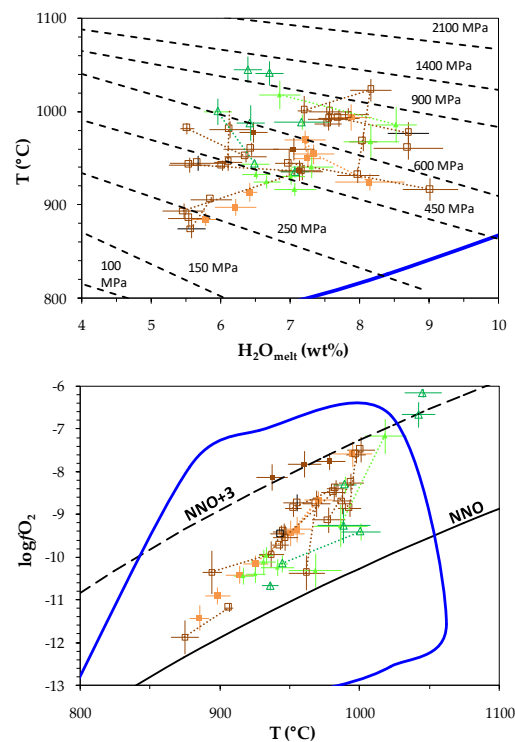 1100
1000
900
800
T (°C)
2100 MPa
1400 MPa
900 MPa
600 MPa
450 MPa
250 MPa
150 MPa
100
MPa
4 5 6 7 8 9 10
H₂Omelt (wt%)
-6
-7
-8
-9
-10
-11
-12
-13
logfO₂
NNO+3
NNO
800 900 1000 1100
T (°C)